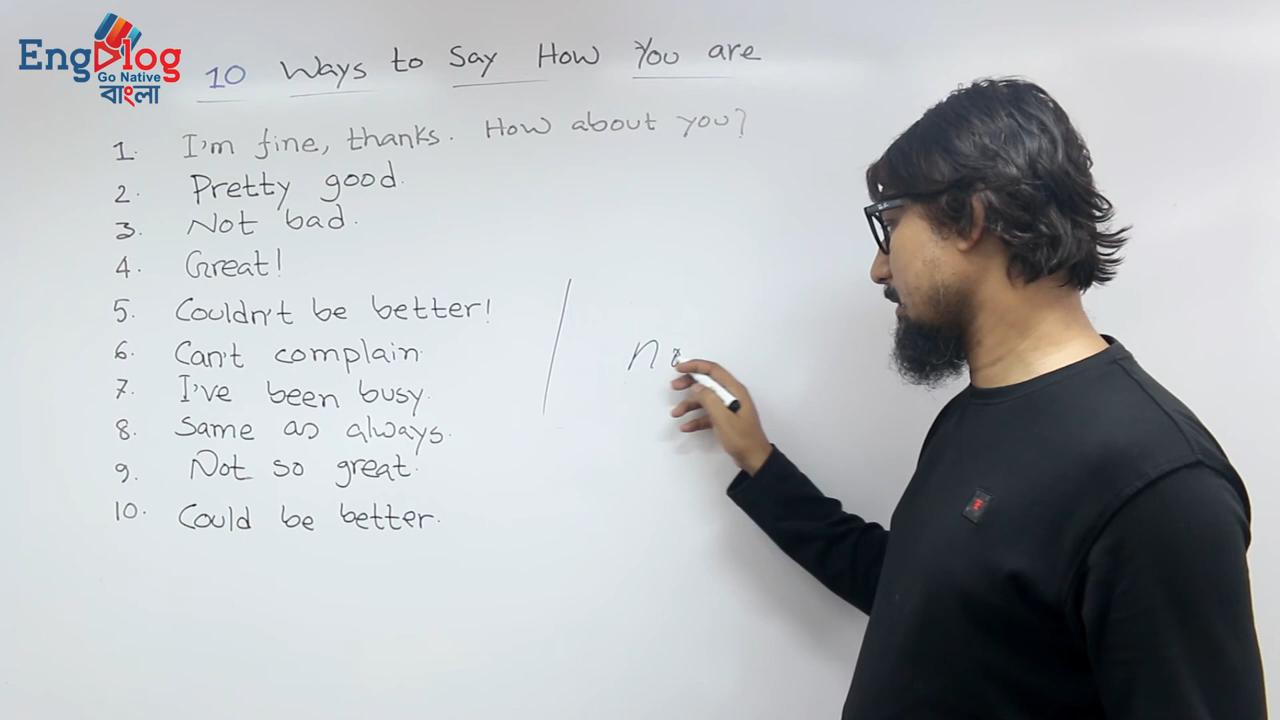 EngBlog
Go Native
বাংলা
10 Ways to Say How You are
1. I'm fine, thanks. How about you?
2. Pretty good.
3. Not bad.
4. Great!
5. Couldn't be better!
6. Can't complain.
7. I've been busy.
8. Same as always.
9. Not so great.
10. Could be better.